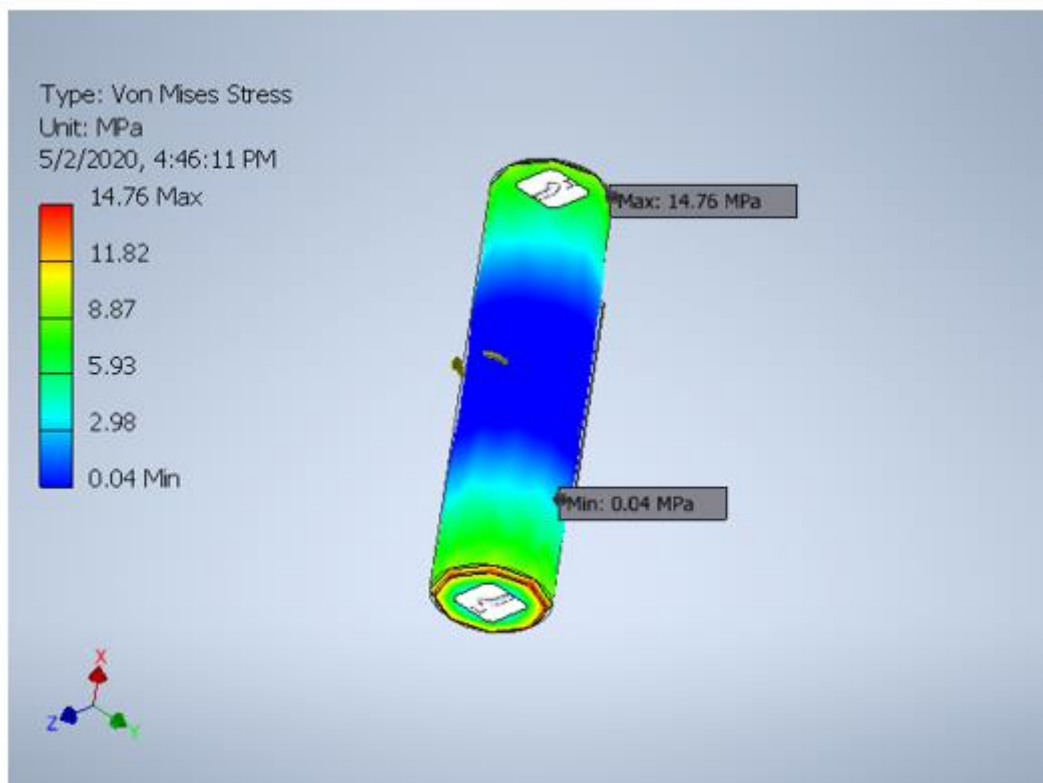 Type: Von Mises Stress
Unit: MPa
5/2/2020, 4:46:11 PM
14.76 Max
11.82
8.87
5.93
2.98
0.04 Min
Max: 14.76 MPa
Min: 0.04 MPa
X
Z
Y